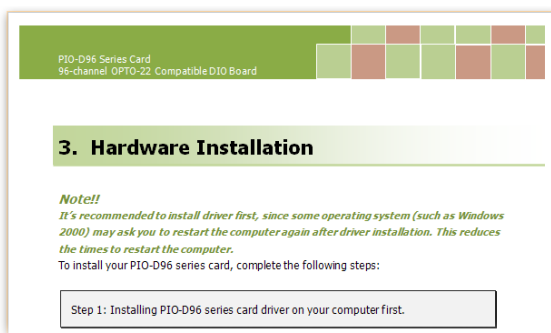 PIO-D96 Series Card
96-channel OPTO-22 Compatible DIO Board
3. Hardware Installation
Note!!
It's recommended to install driver first, since some operating system (such as Windows
2000) may ask you to restart the computer again after driver installation. This reduces
the times to restart the computer.
To install your PIO-D96 series card, complete the following steps:
Step 1: Installing PIO-D96 series card driver on your computer first.